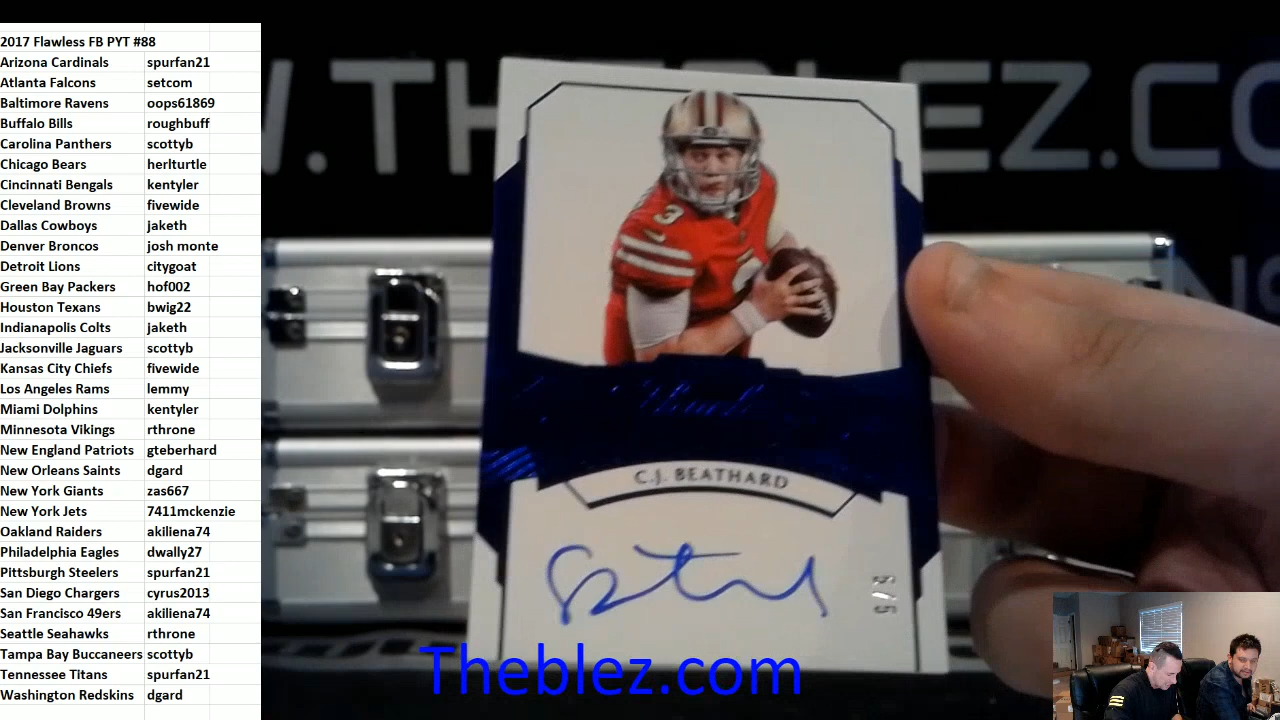 2017 Flawless FB PYT #88
Arizona Cardinals spurfan21
Atlanta Falcons setcom
Baltimore Ravens oops61869
Buffalo Bills roughbuff
Carolina Panthers scottyb
Chicago Bears herlturtle
Cincinnati Bengals kentyler
Cleveland Browns fivewide
Dallas Cowboys jaketh
Denver Broncos josh monte
Detroit Lions citygoat
Green Bay Packers hof002
Houston Texans bwig22
Indianapolis Colts jaketh
Jacksonville Jaguars scottyb
Kansas City Chiefs fivewide
Los Angeles Rams lemmy
Miami Dolphins kentyler
Minnesota Vikings rthrone
New England Patriots gteberhard
New Orleans Saints dgard
New York Giants zas667
New York Jets 7411mckenzie
Oakland Raiders akiliena74
Philadelphia Eagles dwally27
Pittsburgh Steelers spurfan21
San Diego Chargers cyrus2013
San Francisco 49ers akiliena74
Seattle Seahawks rthrone
Tampa Bay Buccaneers scottyb
Tennessee Titans spurfan21
Washington Redskins dgard
3
C.J. BEATHARD
5/5
Theblez.com